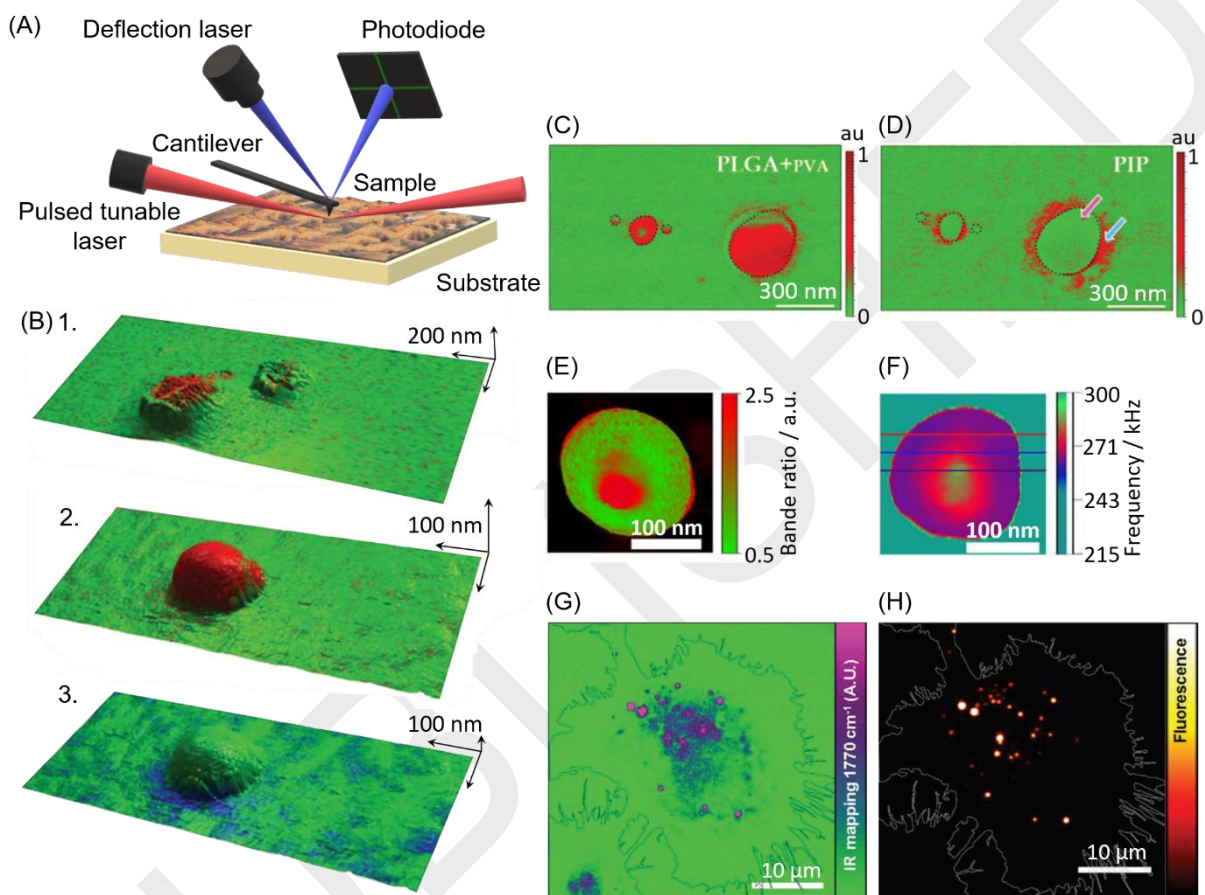 (A)
Deflection laser
Photodiode
Cantilever
Sample
Pulsed tunable
laser
Substrate
(B) 1.
200 nm
2.
100 nm
3.
100 nm
(C)
au
PLGA+PVA
1
300 nm
0
(D)
au
PIP
1
300 nm
0
(E)
2.5
100 nm
0.5
Bande ratio / a.u.
(F)
300
271
243
215
100 nm
Frequency / kHz
(G)
10 µm
IR mapping 1770 cm⁻¹ (A.U.)
(H)
10 µm
Fluorescence